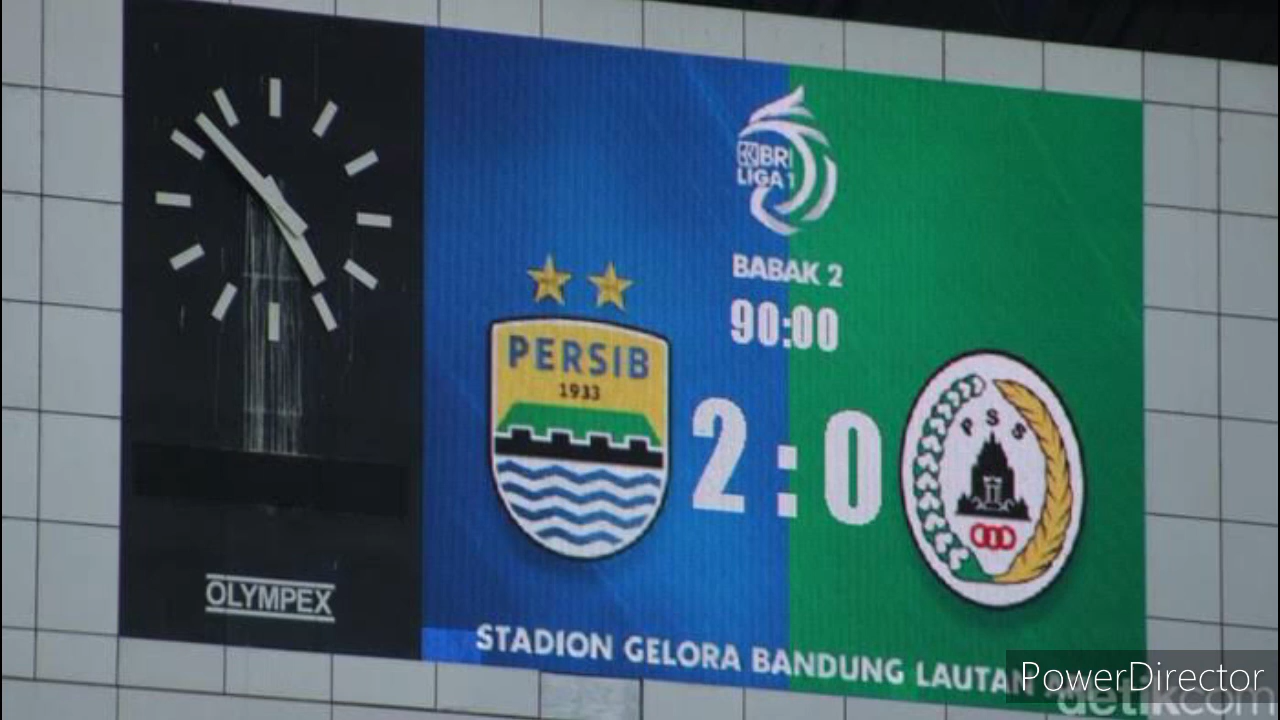 BRI
LIGA 1
BABAK 2
90:00
PERSIB
1933
2 : 0
PSS
OLYMPEX
STADION GELORA BANDUNG LAUTAN
PowerDirector
detikcom